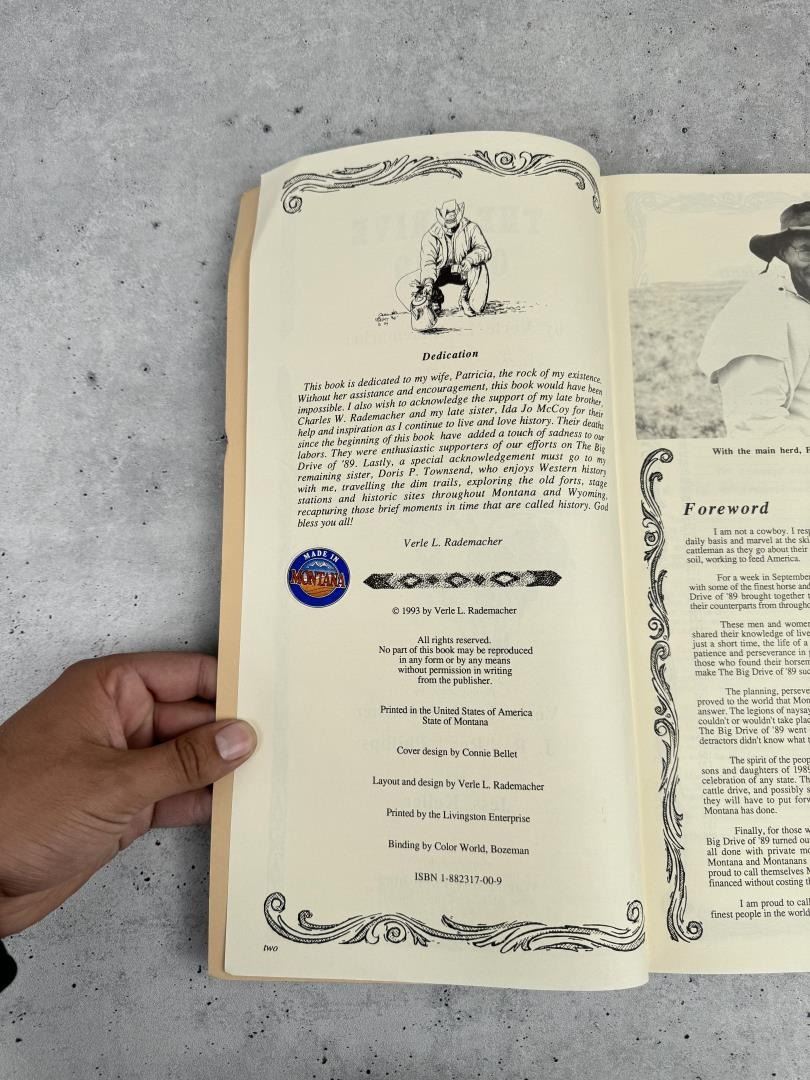 Dedication
This book is dedicated to my wife, Patricia, the rock of my existence.
Without her assistance and encouragement, this book would have been
impossible. I also wish to acknowledge the support of my late brother,
Charles W. Rademacher and my late sister, Ida Jo McCoy for their
help and inspiration as I continue to live and love history. Their deaths
since the beginning of this book have added a touch of sadness to our
labors. They were enthusiastic supporters of our efforts on The Big
Drive of '89. Lastly, a special acknowledgement must go to my
remaining sister, Doris P. Townsend, who enjoys Western history
with me, travelling the dim trails, exploring the old forts, stage
stations and historic sites throughout Montana and Wyoming,
recapturing those brief moments in time that are called history. God
bless you all!
Verle L. Rademacher
MADE IN
MONTANA
© 1993 by Verle L. Rademacher
All rights reserved.
No part of this book may be reproduced
in any form or by any means
without permission in writing
from the publisher.
Printed in the United States of America
State of Montana
Cover design by Connie Bellet
Layout and design by Verle L. Rademacher
Printed by the Livingston Enterprise
Binding by Color World, Bozeman
ISBN 1-882317-00-9
two
With the main herd,
Foreword
I am not a cowboy. I
daily basis and marvel at the
cattleman as they go about their
soil, working to feed America.
For a week in September
with some of the finest horse and
Drive of '89 brought together
their counterparts from
These men and women
shared their knowledge of
just a short time, the life of a
patience and perseverance in
those who found their
make The Big Drive of '89
The planning,
proved to the world that
answer. The legions of
couldn't or wouldn't take
The Big Drive of '89 went
detractors didn't know what
The spirit of the
sons and daughters of
celebration of any state.
cattle drive, and possibly
they will have to put
Montana has done.
Finally, for those
Big Drive of '89 turned
all done with private
Montana and Montanans
proud to call themselves
financed without costing
I am proud to
finest people in the world